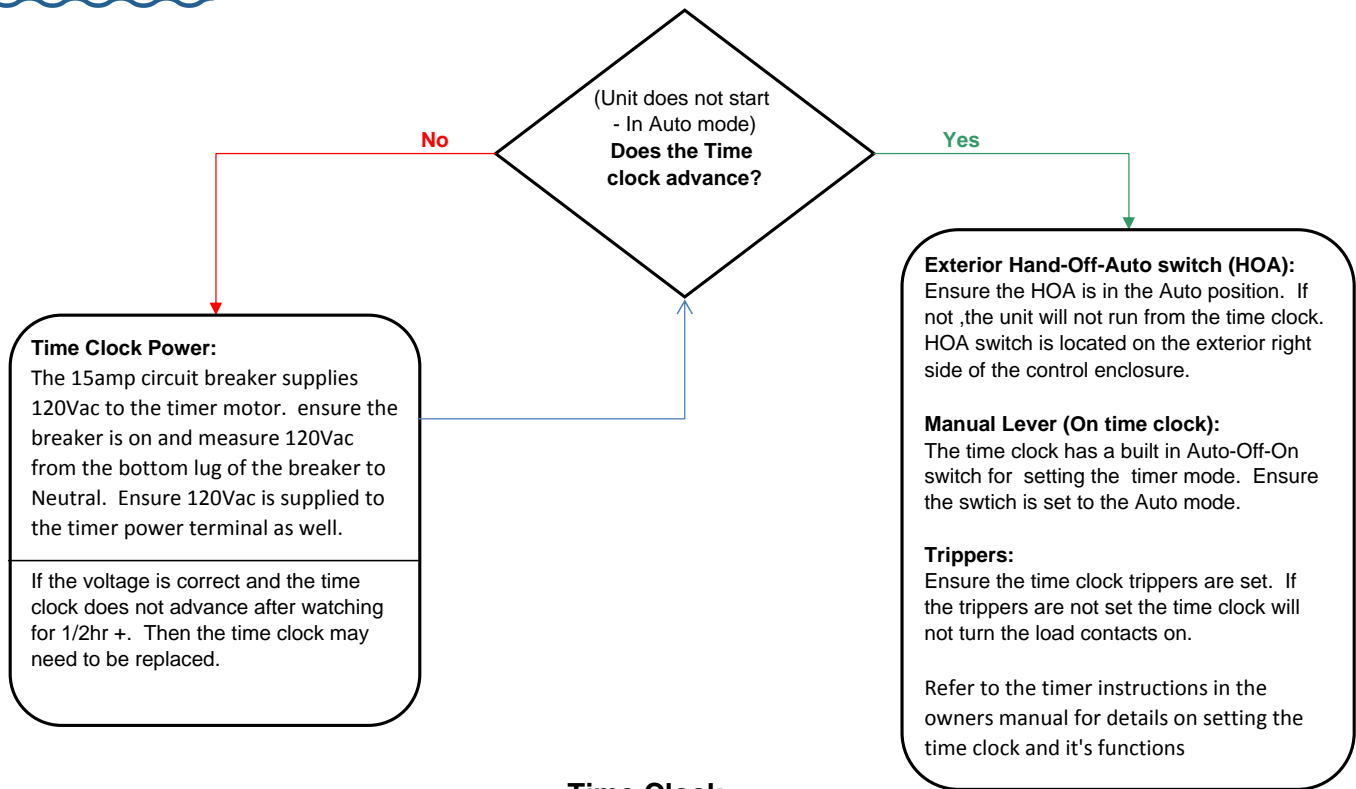 (Unit does not start
- In Auto mode)
Does the Time
clock advance?
No
Yes
Time Clock Power:
The 15amp circuit breaker supplies
120Vac to the timer motor. ensure the
breaker is on and measure 120Vac
from the bottom lug of the breaker to
Neutral. Ensure 120Vac is supplied to
the timer power terminal as well.
If the voltage is correct and the time
clock does not advance after watching
for 1/2hr +. Then the time clock may
need to be replaced.
Exterior Hand-Off-Auto switch (HOA):
Ensure the HOA is in the Auto position. If
not ,the unit will not run from the time clock.
HOA switch is located on the exterior right
side of the control enclosure.
Manual Lever (On time clock):
The time clock has a built in Auto-Off-On
switch for setting the timer mode. Ensure
the swtich is set to the Auto mode.
Trippers:
Ensure the time clock trippers are set. If
the trippers are not set the time clock will
not turn the load contacts on.
Refer to the timer instructions in the
owners manual for details on setting the
time clock and it's functions
Time Clock